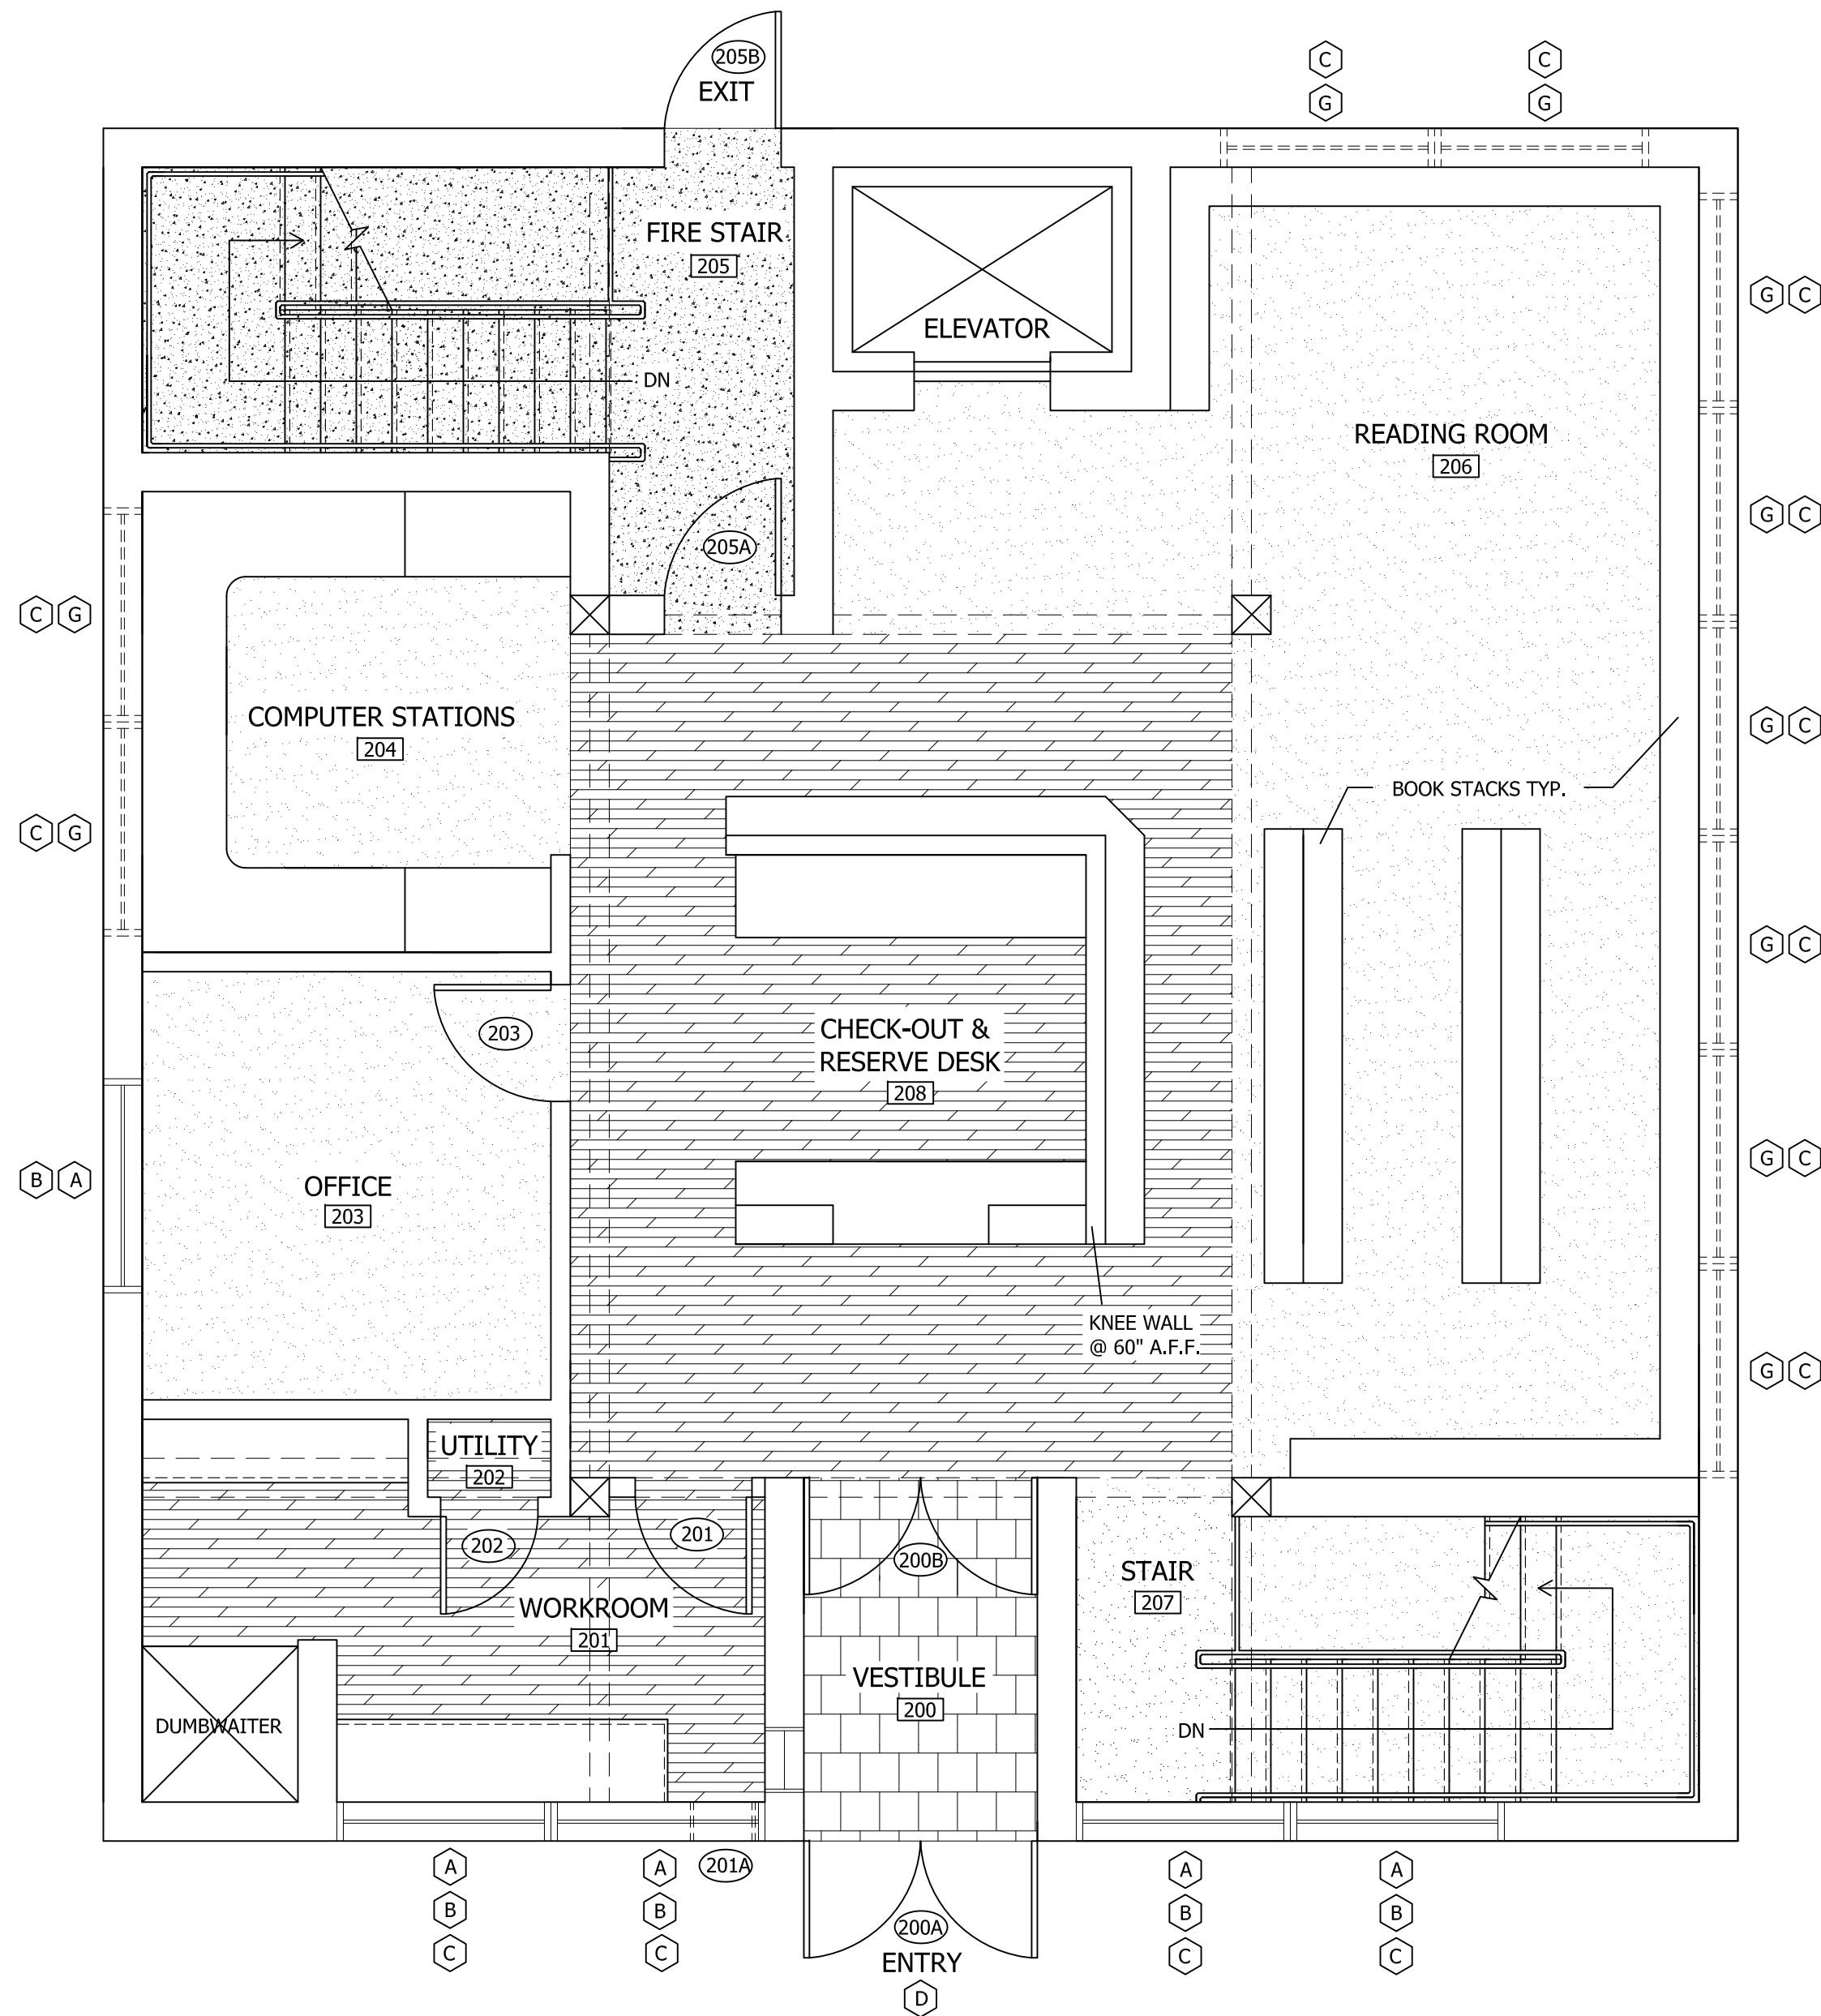 205B
EXIT
C
C
G
G
FIRE STAIR
205
G C
ELEVATOR
DN
READING ROOM
206
G C
205A
C G
COMPUTER STATIONS
204
G C
BOOK STACKS TYP.
C G
G C
203
CHECK-OUT &
RESERVE DESK
208
B A
OFFICE
203
G C
KNEE WALL
@ 60" A.F.F.
G C
UTILITY
202
202
201
200B
STAIR
207
WORKROOM
201
VESTIBULE
200
DUMBWAITER
DN
A
A
201A
A
A
B
B
B
B
200A
C
C
C
C
ENTRY
D